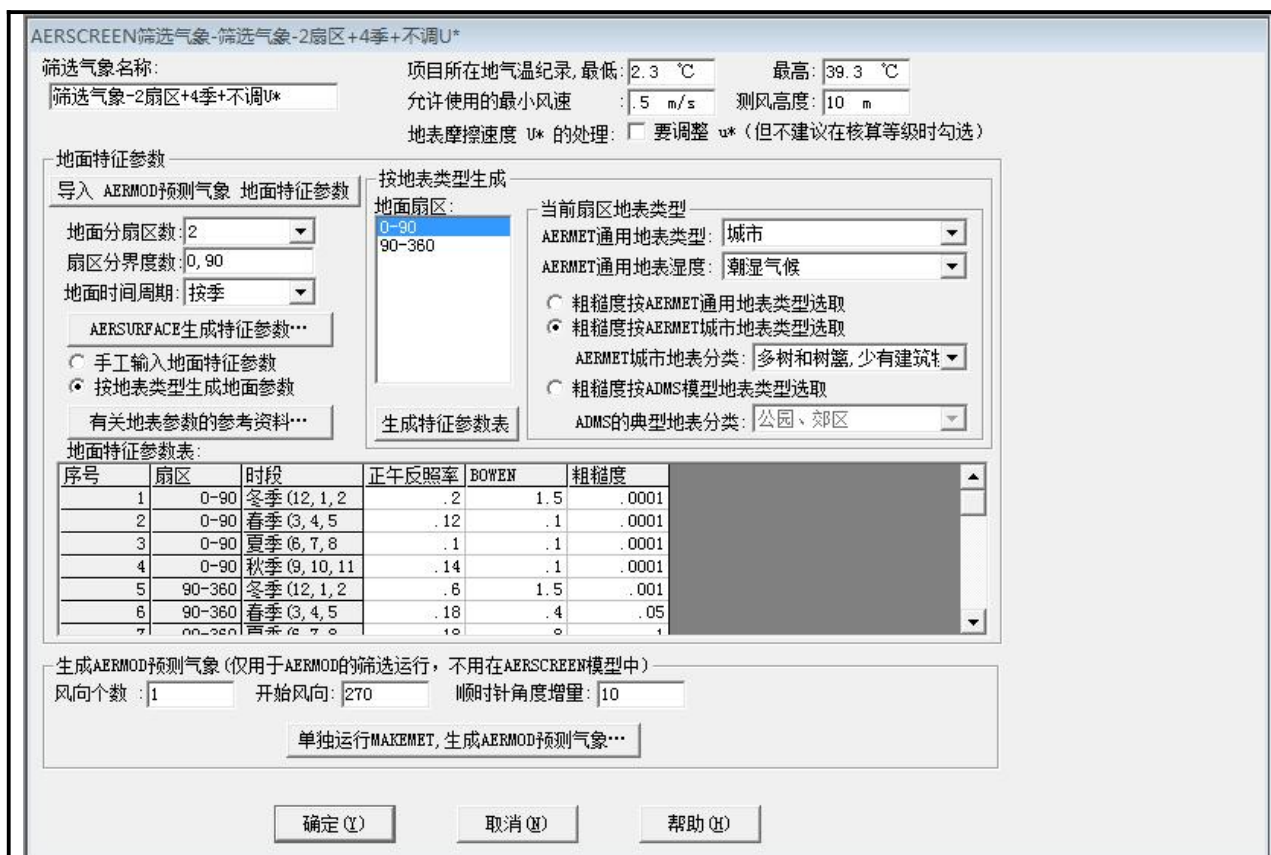 AERSCREEN筛选气象-筛选气象-2扇区+4季+不调U*
筛选气象名称: 项目所在地气温纪录,最低: 2.3 ℃ 最高: 39.3 ℃
筛选气象-2扇区+4季+不调U* 允许使用的最小风速 : .5 m/s 测风高度: 10 m
地表摩擦速度 U* 的处理: 要调整 u* (但不建议在核算等级时勾选)
地面特征参数
导入 AERMOD预测气象 地面特征参数
地面分扇区数: 2
扇区分界度数: 0,90
地面时间周期: 按季
AERSURFACE生成特征参数…
手工输入地面特征参数
按地表类型生成地面参数
有关地表参数的参考资料…
按地表类型生成
地面扇区:
0-90
90-360
生成特征参数表
当前扇区地表类型
AERMET通用地表类型: 城市
AERMET通用地表湿度: 潮湿气候
粗糙度按AERMET通用地表类型选取
粗糙度按AERMET城市地表类型选取
AERMET城市地表分类: 多树和树篱,少有建筑
粗糙度按ADMS模型地表类型选取
ADMS的典型地表分类: 公园、郊区
地面特征参数表:
序号 扇区 时段 正午反照率 BOWEN 粗糙度
1 0-90 冬季(12,1,2 .2 1.5 .0001
2 0-90 春季(3,4,5 .12 .1 .0001
3 0-90 夏季(6,7,8 .1 .1 .0001
4 0-90 秋季(9,10,11 .14 .1 .0001
5 90-360 冬季(12,1,2 .6 1.5 .001
6 90-360 春季(3,4,5 .18 .4 .05
生成AERMOD预测气象(仅用于AERMOD的筛选运行，不用在AERSCREEN模型中)
风向个数 : 1 开始风向: 270 顺时针角度增量: 10
单独运行MAKEMET,生成AERMOD预测气象…
确定(Y) 取消(N) 帮助(H)